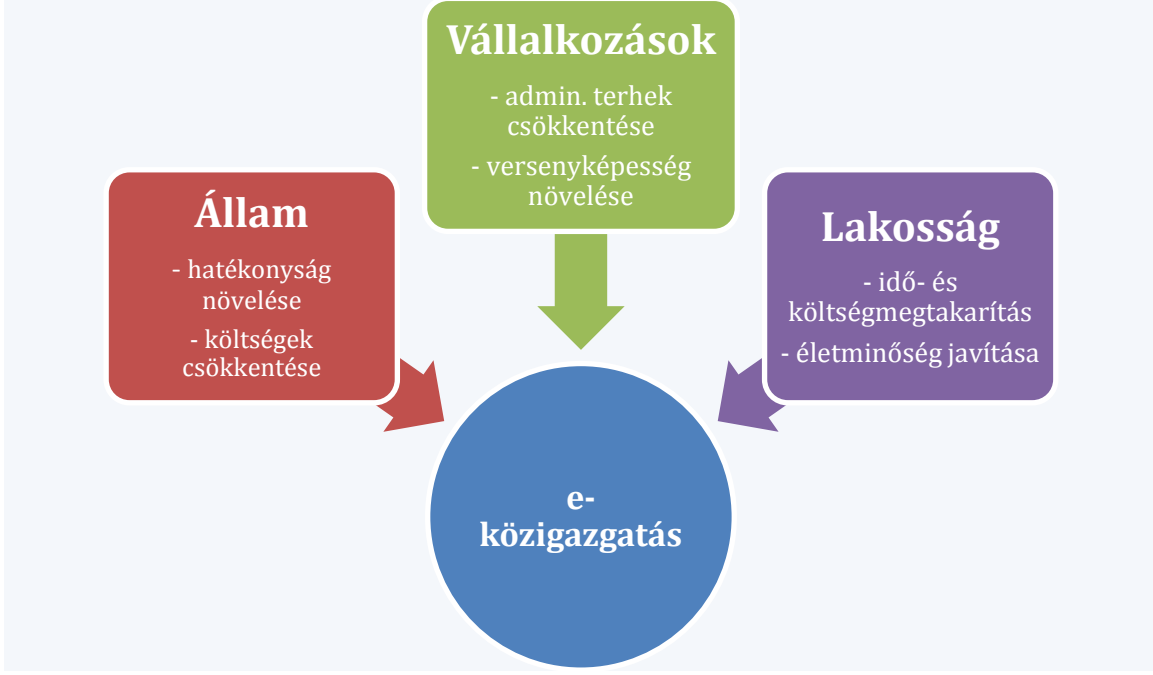 Vállalkozások
- admin. terhek
csökkentése
- versenyképesség
növelése
Állam
- hatékonyság
növelése
- költségek
csökkentése
Lakosság
- idő- és
költségmegtakarítás
- életminőség javítása
e-
közigazgatás